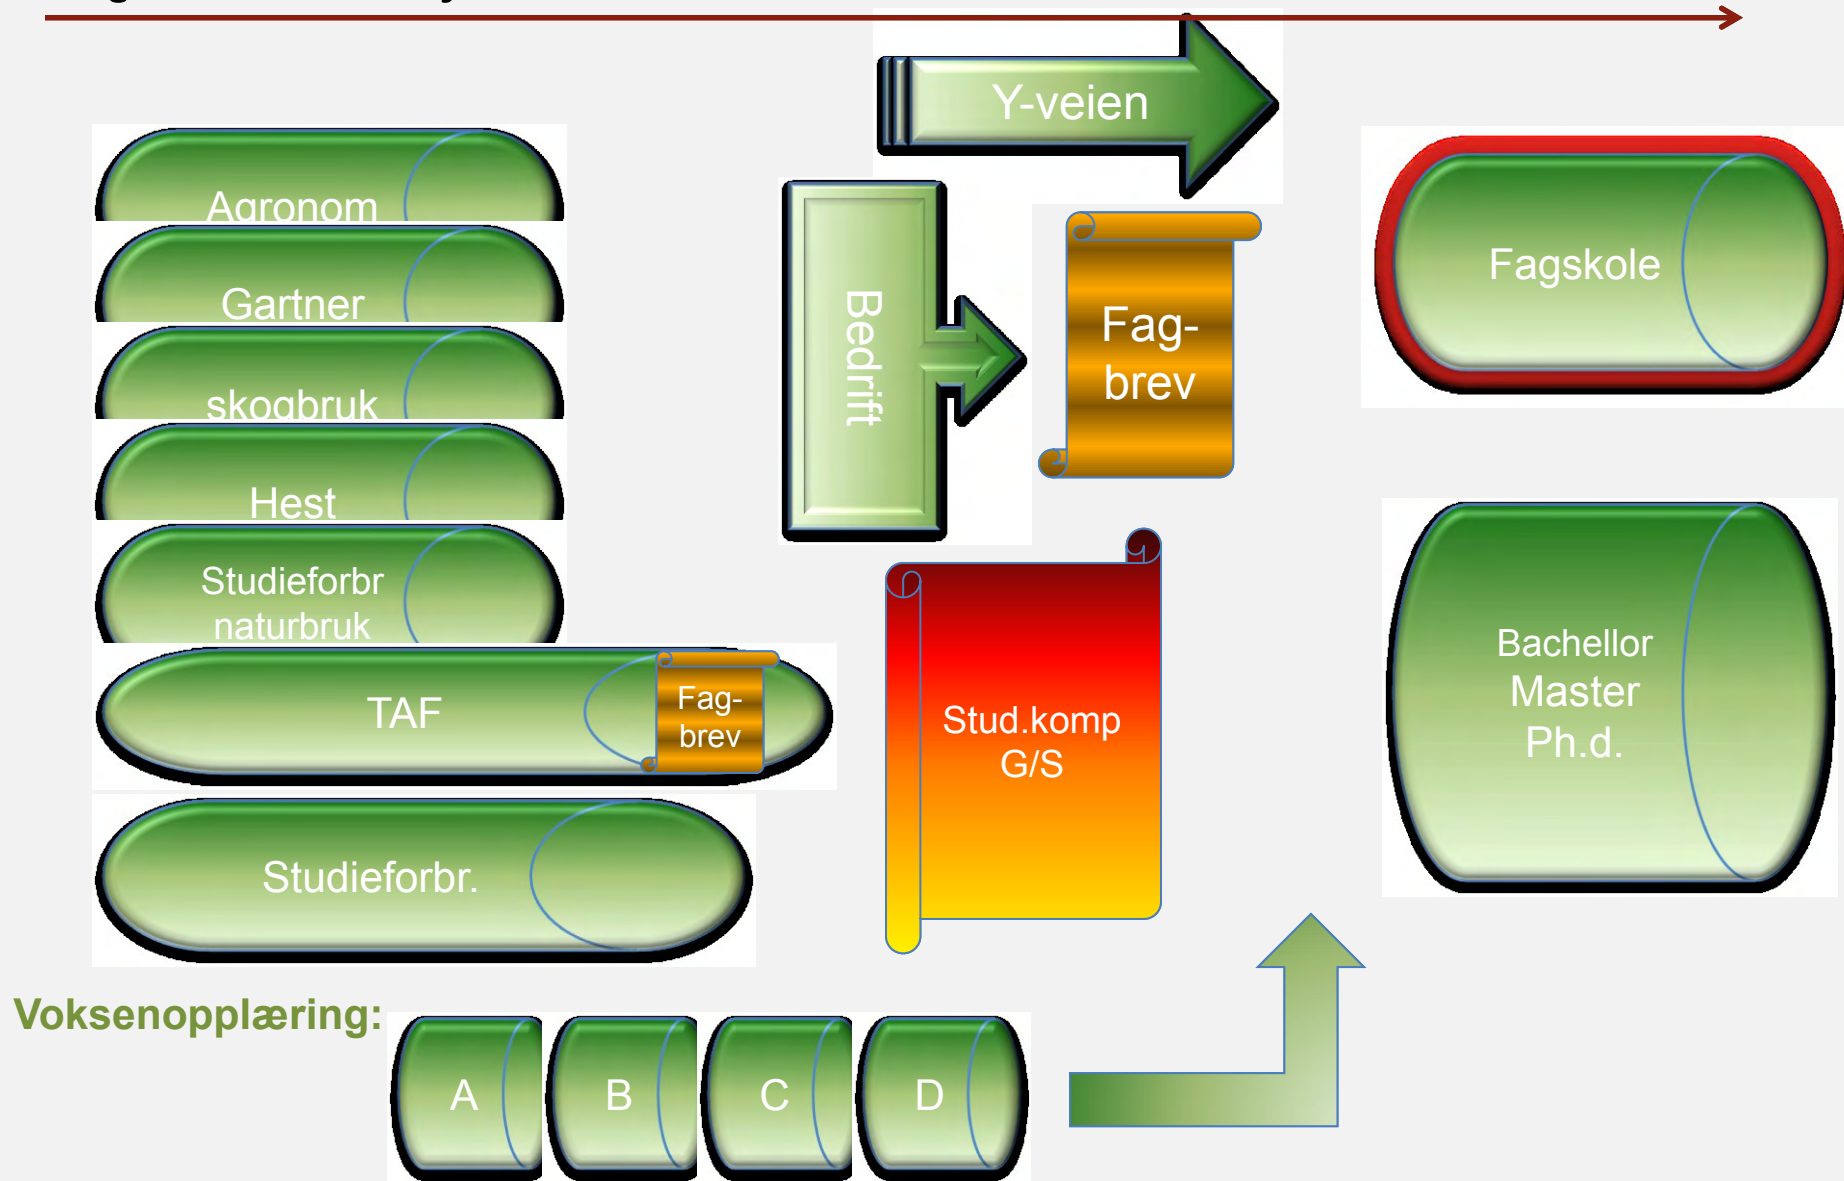 Y-veien
Agronom
Gartner
skogbruk
Hest
Studieforbr
naturbruk
TAF
Fag-
brev
Studieforbr.
Bedrift
Fag-
brev
Stud.komp
G/S
Fagskole
Bachellor
Master
Ph.d.
Voksenopplæring:
A
B
C
D